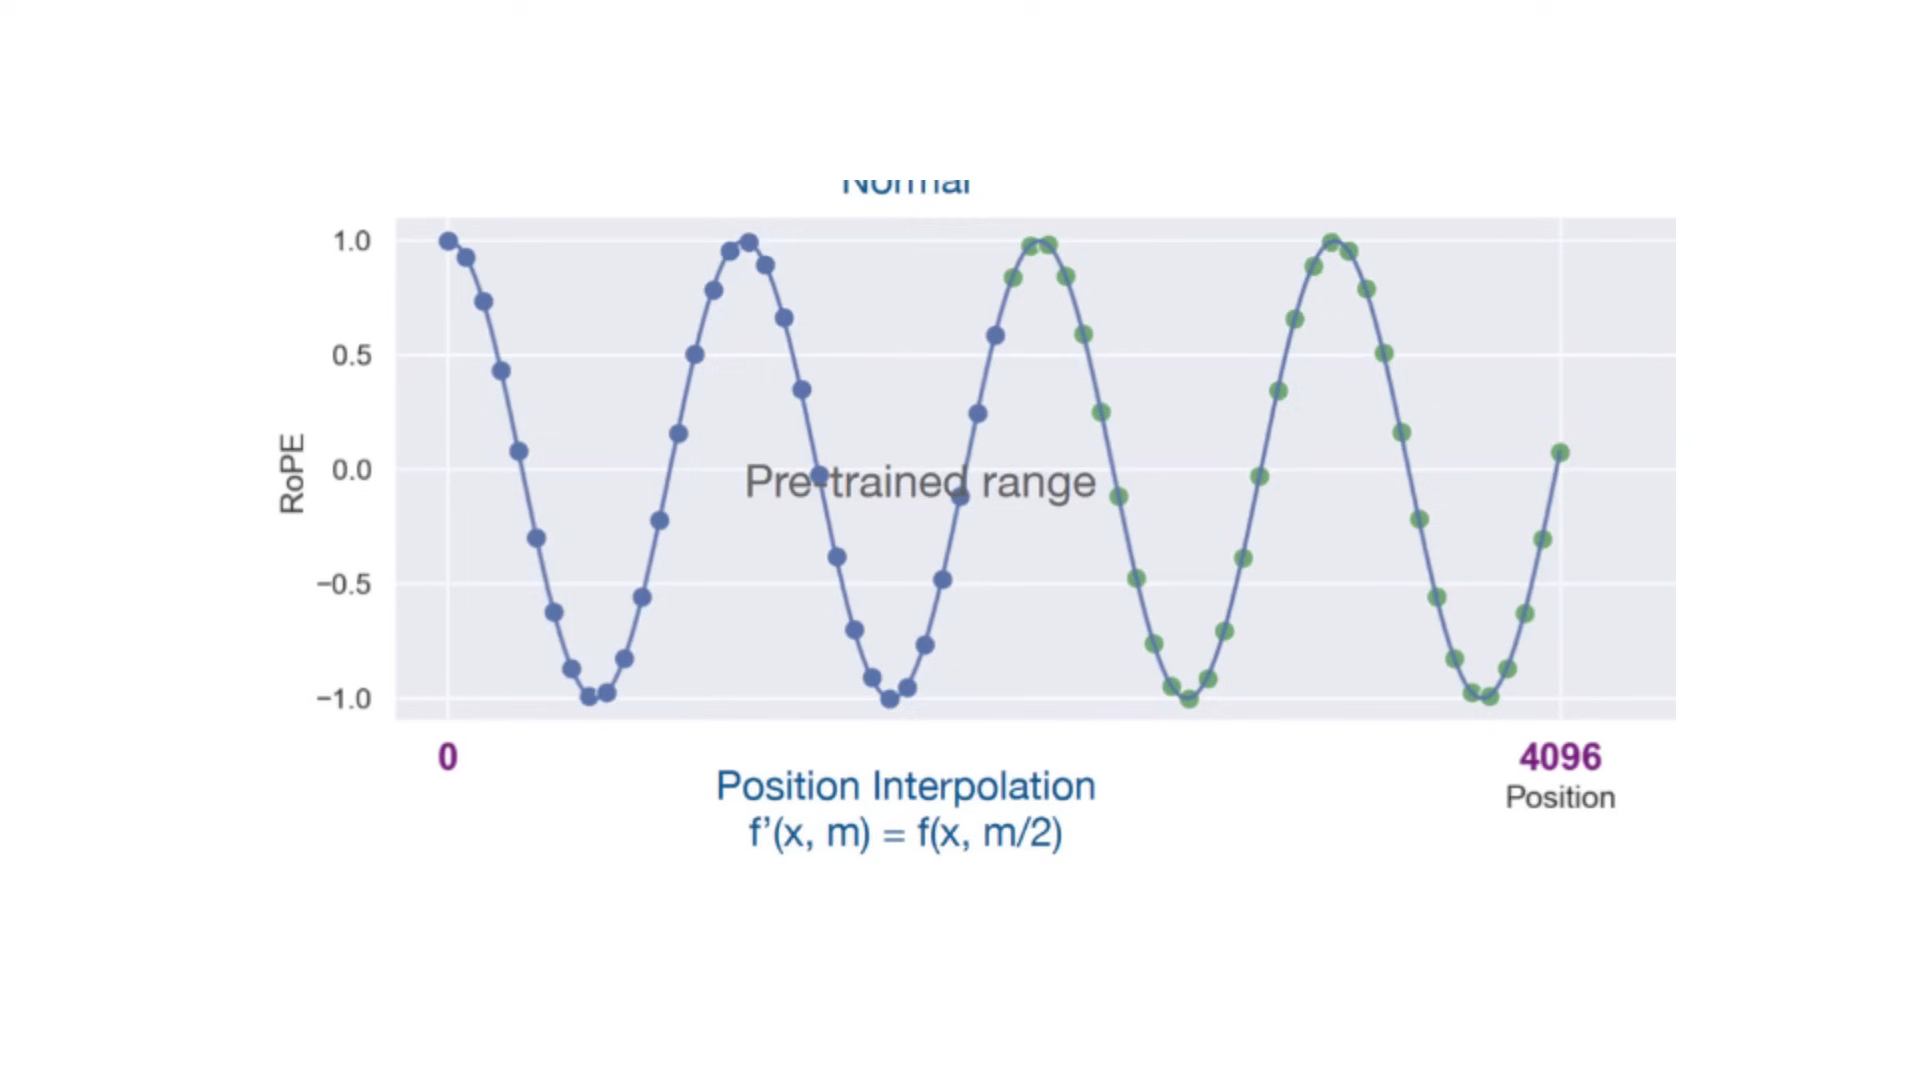 Normal
1.0
0.5
0.0
−0.5
−1.0
RoPE
Pre-trained range
0
4096
Position
Position Interpolation
f’(x, m) = f(x, m/2)